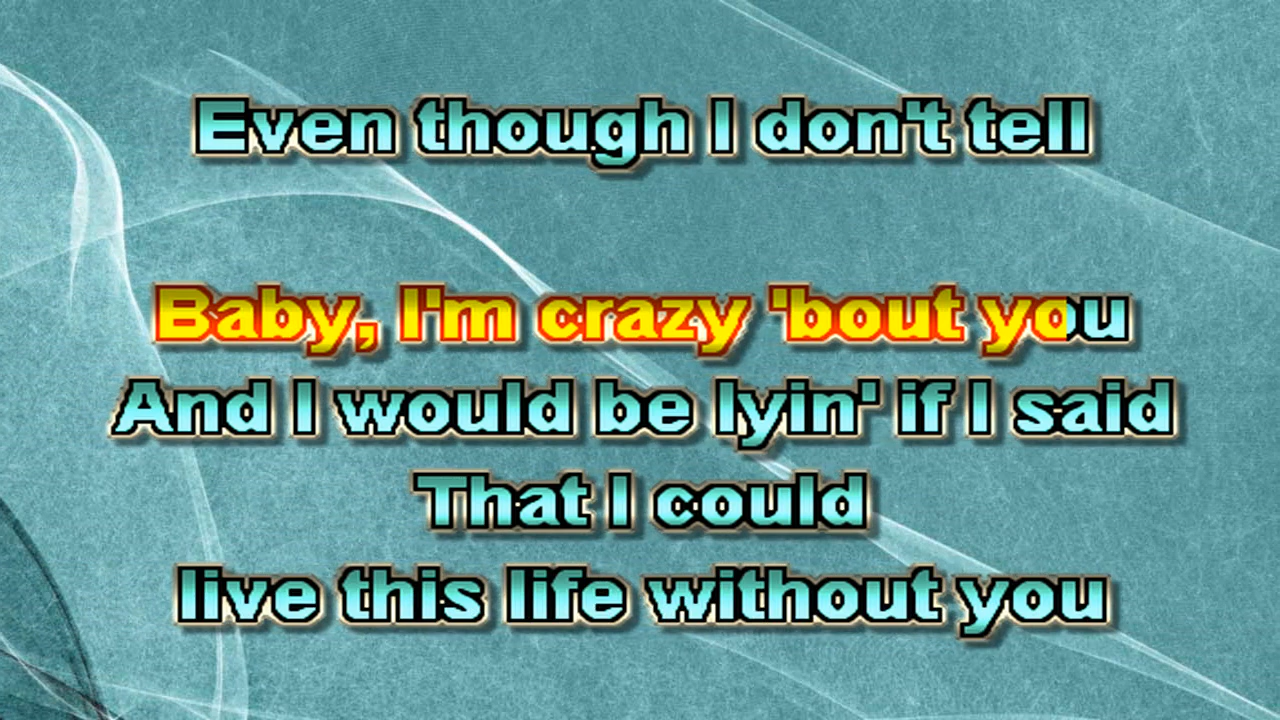 Even though I don't tell
Baby, I'm crazy 'bout you
And I would be lyin' if I said
That I could
live this life without you